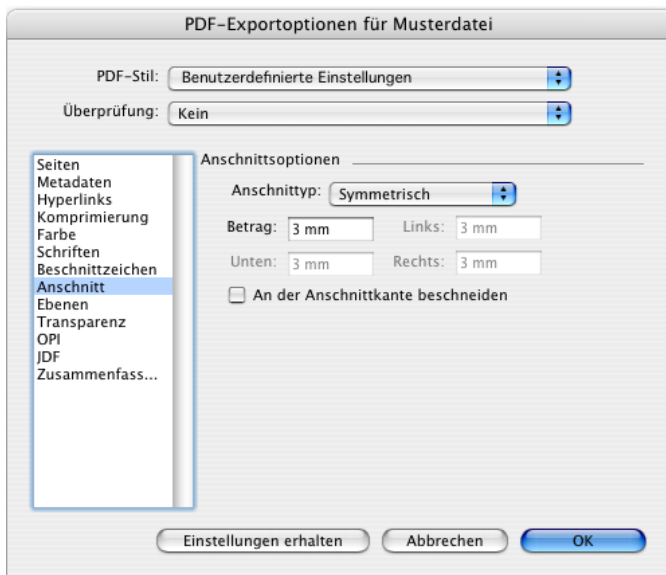 PDF-Exportoptionen für Musterdatei
PDF-Stil: Benutzerdefinierte Einstellungen
Überprüfung: Kein
Seiten
Metadaten
Hyperlinks
Komprimierung
Farbe
Schriften
Beschnittzeichen
Anschnitt
Ebenen
Transparenz
OPI
JDF
Zusammenfass...
Anschnittsoptionen
Anschnittyp: Symmetrisch
Betrag: 3 mm Links: 3 mm
Unten: 3 mm Rechts: 3 mm
An der Anschnittkante beschneiden
Einstellungen erhalten Abbrechen OK